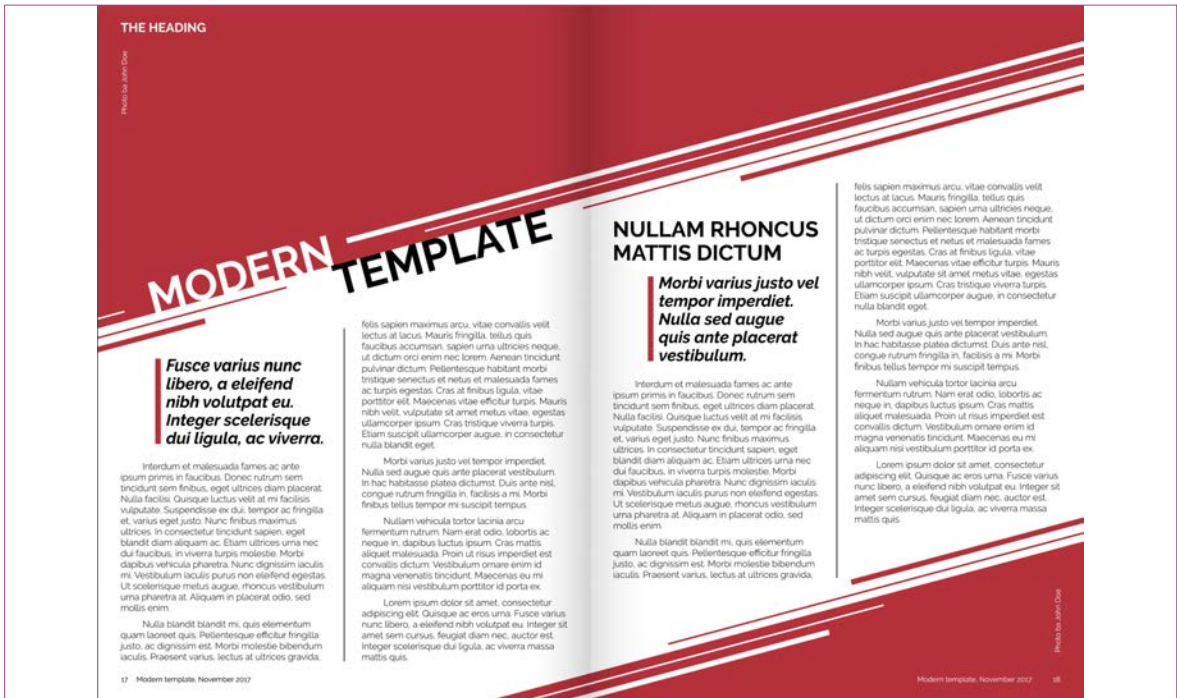 THE HEADING
Photo ba John Doe
MODERN
TEMPLATE
Fusce varius nunc
libero, a eleifend
nibh volutpat eu.
Integer scelerisque
dui ligula, ac viverra.
Interdum et malesuada fames ac ante
ipsum primis in faucibus. Donec rutrum sem
tincidunt sem finibus, eget ultrices diam placerat.
Nulla facilisi. Quisque luctus velit at mi facilisis
vulputate. Suspendisse ex dui, tempor ac fringilla
et, varius eget justo. Nunc finibus maximus
ultrices. In consectetur tincidunt sapien, eget
blandit diam aliquam ac. Etiam ultrices urna nec
dui faucibus, in viverra turpis molestie. Morbi
dapibus vehicula pharetra. Nunc dignissim iaculis
mi. Vestibulum iaculis purus non eleifend egestas.
Ut scelerisque metus augue, rhoncus vestibulum
urna pharetra at. Aliquam in placerat odio, sed
mollis enim.
Nulla blandit blandit mi, quis elementum
quam laoreet quis. Pellentesque efficitur fringilla
justo, ac dignissim est. Morbi molestie bibendum
iaculis. Praesent varius, lectus at ultrices gravida,
felis sapien maximus arcu, vitae convallis velit
lectus at lacus. Mauris fringilla, tellus quis
faucibus accumsan, sapien urna ultricies neque,
ut dictum orci enim nec lorem. Aenean tincidunt
pulvinar dictum. Pellentesque habitant morbi
tristique senectus et netus et malesuada fames
ac turpis egestas. Cras at finibus ligula, vitae
porttitor elit. Maecenas vitae efficitur turpis. Mauris
nibh velit, vulputate sit amet metus vitae, egestas
ullamcorper ipsum. Cras tristique viverra turpis.
Etiam suscipit ullamcorper augue, in consectetur
nulla blandit eget.
Morbi varius justo vel tempor imperdiet.
Nulla sed augue quis ante placerat vestibulum.
In hac habitasse platea dictumst. Duis ante nisl,
congue rutrum fringilla in, facilisis a mi. Morbi
finibus tellus tempor mi suscipit tempus.
Nullam vehicula tortor lacinia arcu
fermentum rutrum. Nam erat odio, lobortis ac
neque in, dapibus luctus ipsum. Cras mattis
aliquet malesuada. Proin ut risus imperdiet est
convallis dictum. Vestibulum ornare enim id
magna venenatis tincidunt. Maecenas eu mi
aliquam nisi vestibulum porttitor id porta ex.
Lorem ipsum dolor sit amet, consectetur
adipiscing elit. Quisque ac eros urna. Fusce varius
nunc libero, a eleifend nibh volutpat eu. Integer sit
amet sem cursus, feugiat diam nec, auctor est.
Integer scelerisque dui ligula, ac viverra massa
mattis quis.
17 Modern template, November 2017
NULLAM RHONCUS
MATTIS DICTUM
Morbi varius justo vel
tempor imperdiet.
Nulla sed augue
quis ante placerat
vestibulum.
Interdum et malesuada fames ac ante
ipsum primis in faucibus. Donec rutrum sem
tincidunt sem finibus, eget ultrices diam placerat.
Nulla facilisi. Quisque luctus velit at mi facilisis
vulputate. Suspendisse ex dui, tempor ac fringilla
et, varius eget justo. Nunc finibus maximus
ultrices. In consectetur tincidunt sapien, eget
blandit diam aliquam ac. Etiam ultrices urna nec
dui faucibus, in viverra turpis molestie. Morbi
dapibus vehicula pharetra. Nunc dignissim iaculis
mi. Vestibulum iaculis purus non eleifend egestas.
Ut scelerisque metus augue, rhoncus vestibulum
urna pharetra at. Aliquam in placerat odio, sed
mollis enim.
Nulla blandit blandit mi, quis elementum
quam laoreet quis. Pellentesque efficitur fringilla
justo, ac dignissim est. Morbi molestie bibendum
iaculis. Praesent varius, lectus at ultrices gravida,
felis sapien maximus arcu, vitae convallis velit
lectus at lacus. Mauris fringilla, tellus quis
faucibus accumsan, sapien urna ultricies neque,
ut dictum orci enim nec lorem. Aenean tincidunt
pulvinar dictum. Pellentesque habitant morbi
tristique senectus et netus et malesuada fames
ac turpis egestas. Cras at finibus ligula, vitae
porttitor elit. Maecenas vitae efficitur turpis. Mauris
nibh velit, vulputate sit amet metus vitae, egestas
ullamcorper ipsum. Cras tristique viverra turpis.
Etiam suscipit ullamcorper augue, in consectetur
nulla blandit eget.
Morbi varius justo vel tempor imperdiet.
Nulla sed augue quis ante placerat vestibulum.
In hac habitasse platea dictumst. Duis ante nisl,
congue rutrum fringilla in, facilisis a mi. Morbi
finibus tellus tempor mi suscipit tempus.
Nullam vehicula tortor lacinia arcu
fermentum rutrum. Nam erat odio, lobortis ac
neque in, dapibus luctus ipsum. Cras mattis
aliquet malesuada. Proin ut risus imperdiet est
convallis dictum. Vestibulum ornare enim id
magna venenatis tincidunt. Maecenas eu mi
aliquam nisi vestibulum porttitor id porta ex.
Lorem ipsum dolor sit amet, consectetur
adipiscing elit. Quisque ac eros urna. Fusce varius
nunc libero, a eleifend nibh volutpat eu. Integer sit
amet sem cursus, feugiat diam nec, auctor est.
Integer scelerisque dui ligula, ac viverra massa
mattis quis.
Photo ba John Doe
Modern template, November 2017 18